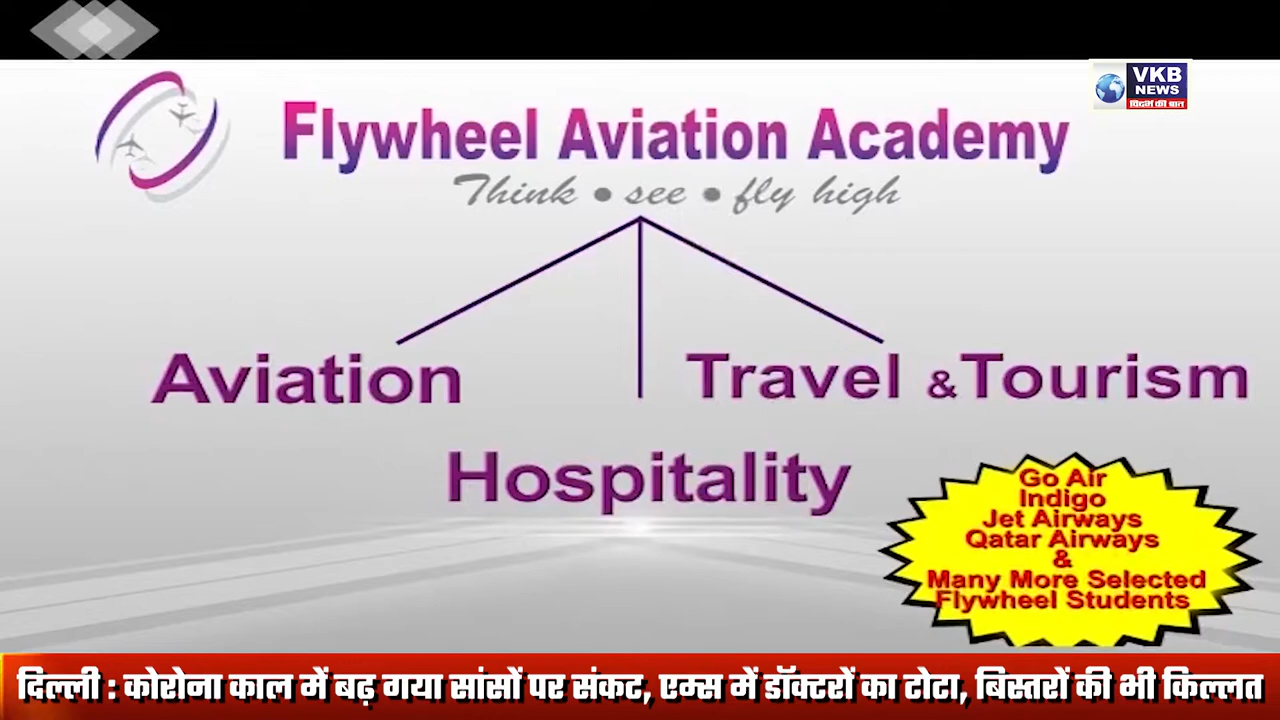 VKB
NEWS
विदर्भ की बात
Flywheel Aviation Academy
Think • see • fly high
Aviation
Travel & Tourism
Hospitality
Go Air
Indigo
Jet Airways
Qatar Airways
&
Many More Selected
Flywheel Students
दिल्ली : कोरोना काल में बढ़ गया सांसों पर संकट, एम्स में डॉक्टरों का टोटा, बिस्तरों की भी किल्लत